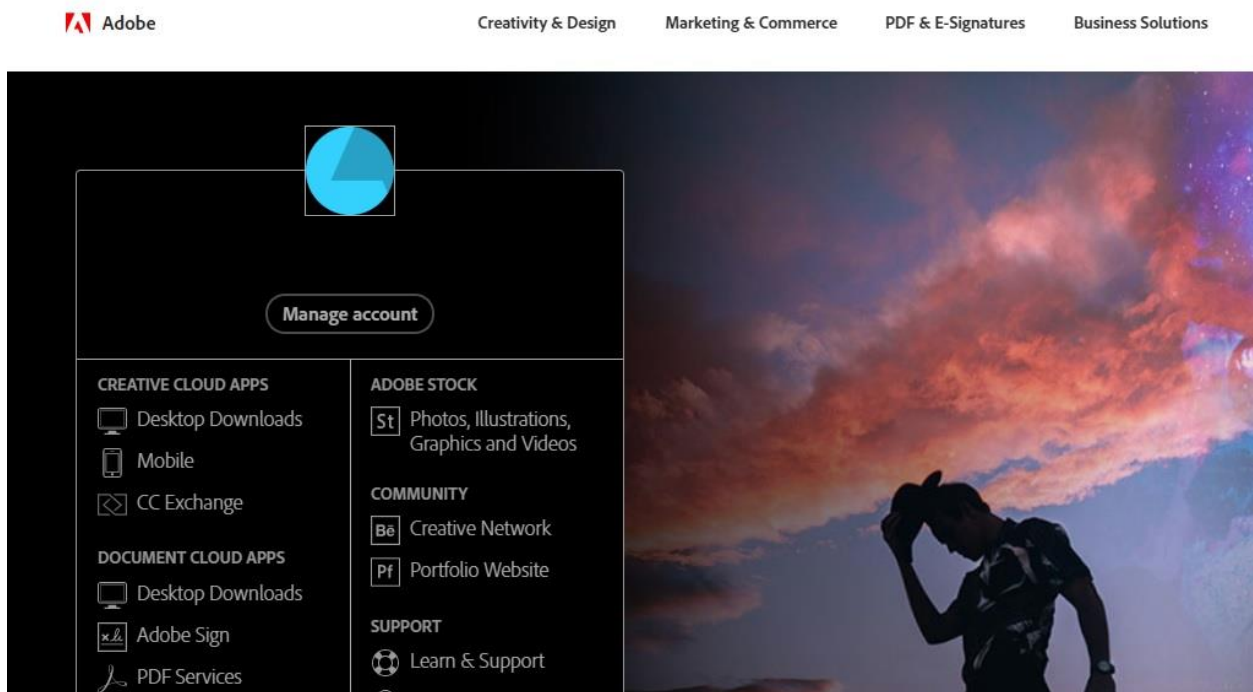 Adobe
Creativity & Design
Marketing & Commerce
PDF & E-Signatures
Business Solutions
Manage account
CREATIVE CLOUD APPS
Desktop Downloads
Mobile
CC Exchange
DOCUMENT CLOUD APPS
Desktop Downloads
Adobe Sign
PDF Services
ADOBE STOCK
St
Photos, Illustrations,
Graphics and Videos
COMMUNITY
Bē Creative Network
Pf Portfolio Website
SUPPORT
Learn & Support